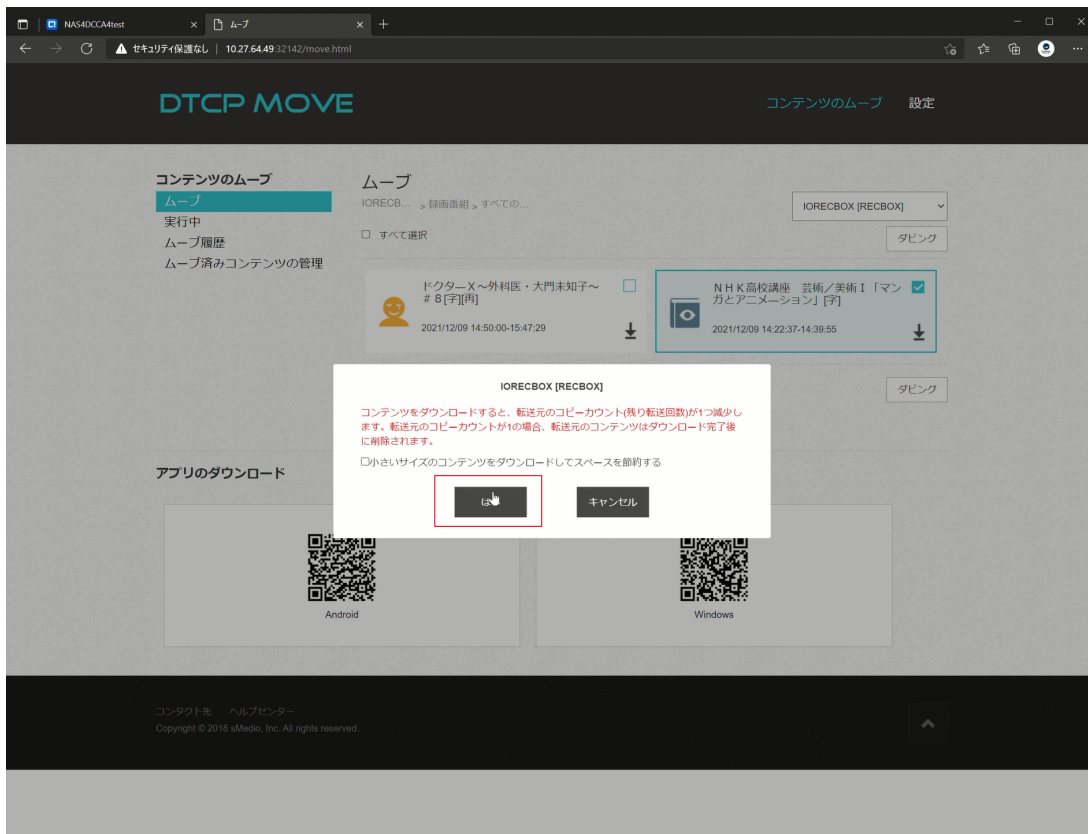 NAS4DCCA4test
ムーブ
セキュリティ保護なし
10.27.64.49:32142/move.html
DTCP MOVE
コンテンツのムーブ
設定
コンテンツのムーブ
ムーブ
実行中
ムーブ履歴
ムーブ済みコンテンツの管理
ムーブ
IORECB... » 録画番組 » すべての...
IORECBOX [RECBOX]
すべて選択
ダビング
ドクターX～外科医・大門未知子～
＃８[字][再]
2021/12/09 14:50:00-15:47:29
ＮＨＫ高校講座　芸術／美術Ⅰ「マン
ガとアニメーション」[字]
2021/12/09 14:22:37-14:39:55
ダビング
IORECBOX [RECBOX]
コンテンツをダウンロードすると、転送元のコピーカウント(残り転送回数)が1つ減少し
ます。転送元のコピーカウントが1の場合、転送元のコンテンツはダウンロード完了後
に削除されます。
小さいサイズのコンテンツをダウンロードしてスペースを節約する
は
キャンセル
アプリのダウンロード
Android
Windows
コンタクト先
ヘルプセンター
Copyright © 2018 sMedio, Inc. All rights reserved.